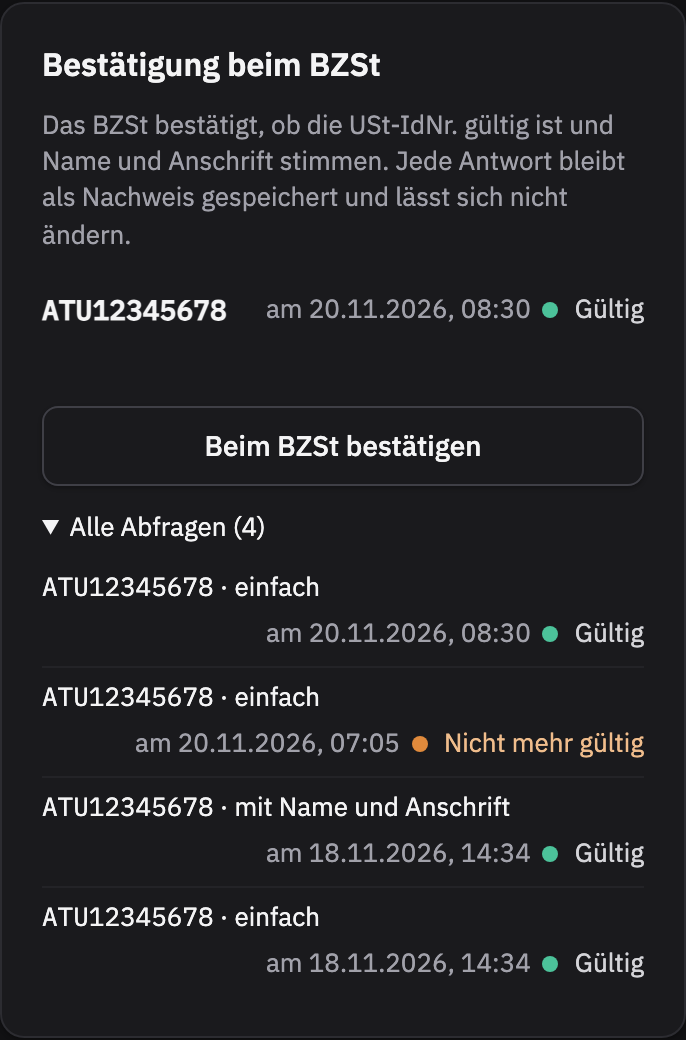 Bestätigung beim BZSt
Das BZSt bestätigt, ob die USt-IdNr. gültig ist und
Name und Anschrift stimmen. Jede Antwort bleibt
als Nachweis gespeichert und lässt sich nicht
ändern.
ATU12345678 am 20.11.2026, 08:30 Gültig
Beim BZSt bestätigen
Alle Abfragen (4)
ATU12345678 · einfach
am 20.11.2026, 08:30 Gültig
ATU12345678 · einfach
am 20.11.2026, 07:05 Nicht mehr gültig
ATU12345678 · mit Name und Anschrift
am 18.11.2026, 14:34 Gültig
ATU12345678 · einfach
am 18.11.2026, 14:34 Gültig